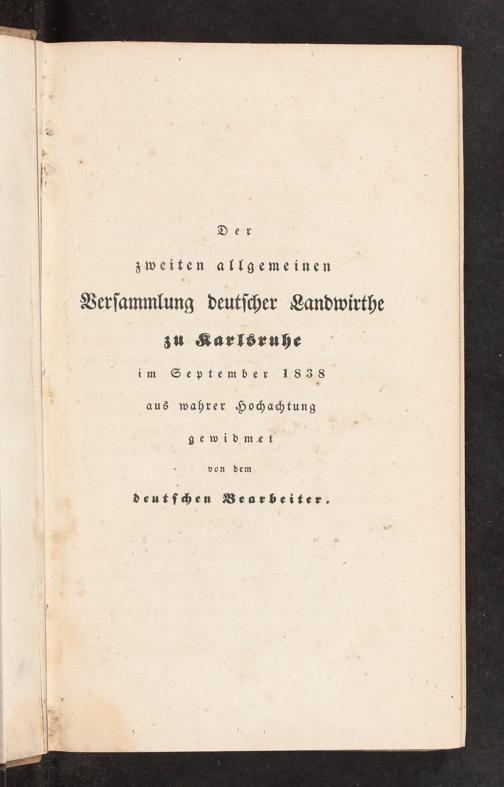 Der
zweiten allgemeinen
Versammlung deutscher Landwirthe
zu Karlsruhe
im September 1838
aus wahrer Hochachtung
gewidmet
von dem
deutschen Bearbeiter.